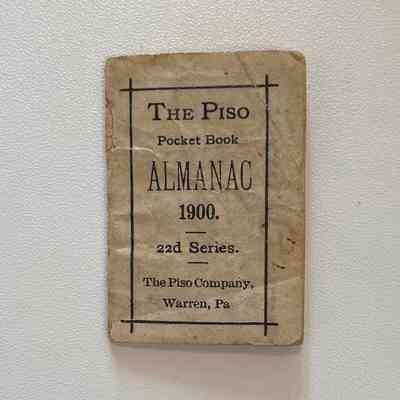 THE PISO
Pocket Book
ALMANAC
1900.
22d Series.
The Piso Company,
Warren, Pa